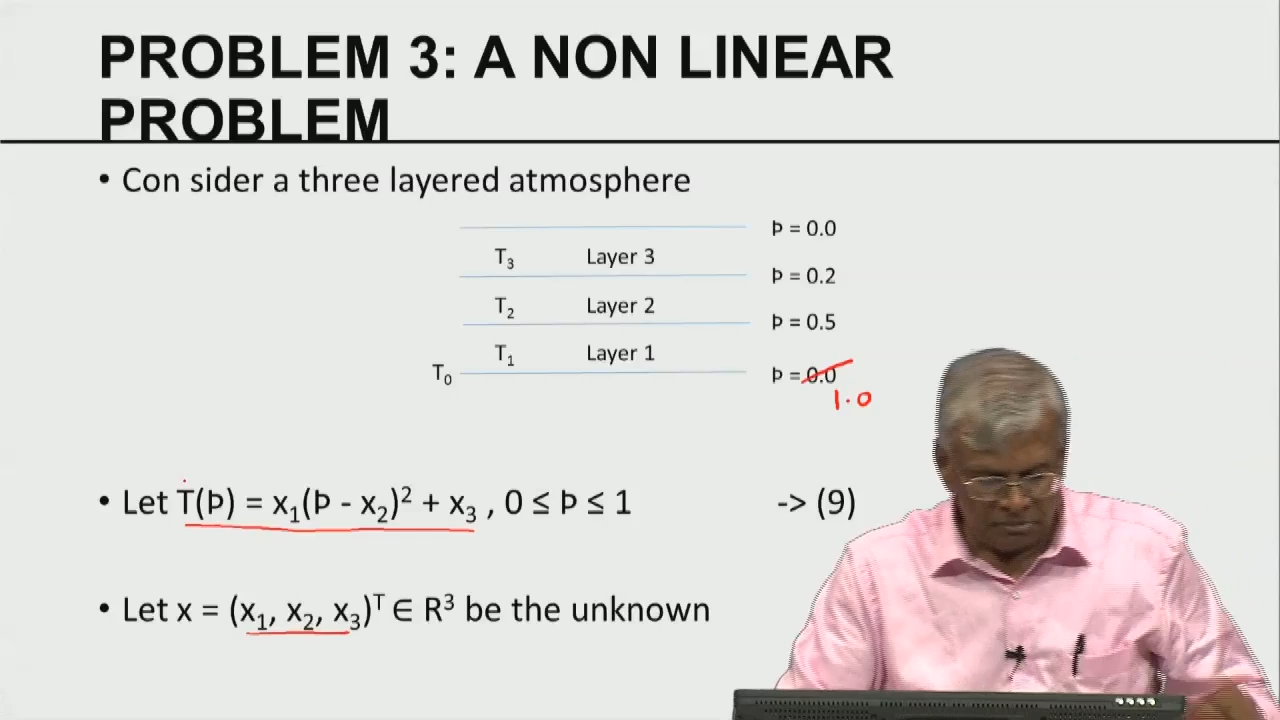 PROBLEM 3: A NON LINEAR
PROBLEM
• Con sider a three layered atmosphere
Þ = 0.0
T₃ Layer 3
Þ = 0.2
T₂ Layer 2
Þ = 0.5
T₁ Layer 1
T₀ Þ = 0.0
1.0
• Let T(Þ) = x₁(Þ - x₂)² + x₃ , 0 ≤ Þ ≤ 1 -> (9)
• Let x = (x₁, x₂, x₃)ᵀ ∈ R³ be the unknown